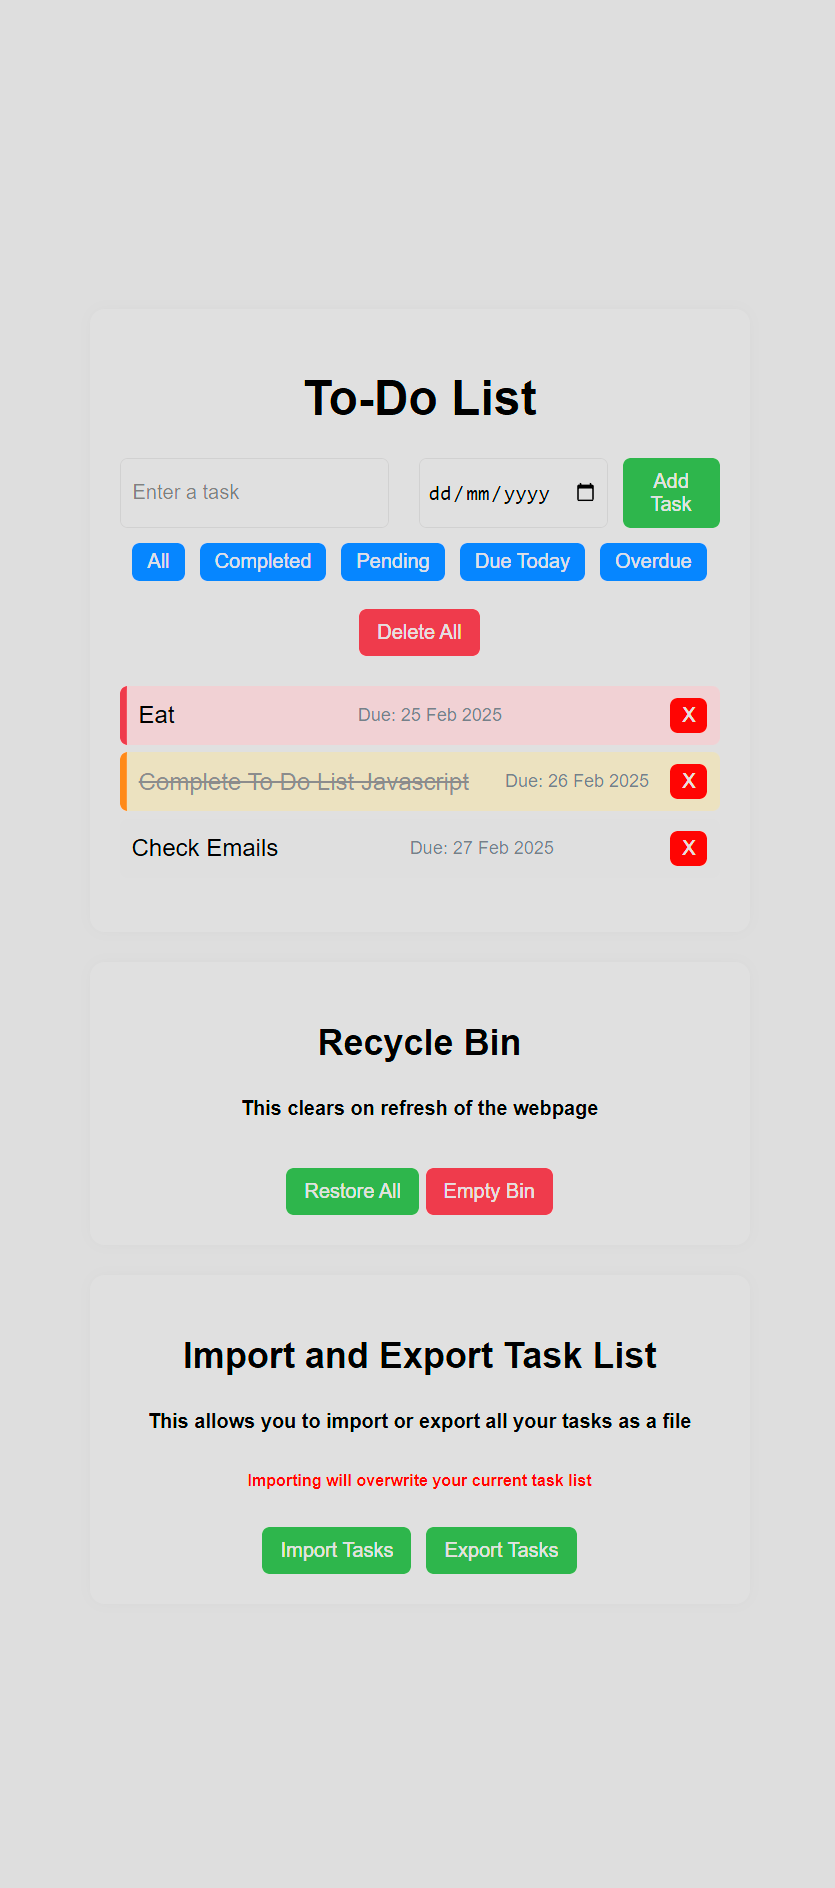 To-Do List
Enter a task
dd/mm/yyyy
Add
Task
All Completed Pending Due Today Overdue
Delete All
Eat Due: 25 Feb 2025 X
Complete To Do List Javascript Due: 26 Feb 2025 X
Check Emails Due: 27 Feb 2025 X
Recycle Bin
This clears on refresh of the webpage
Restore All Empty Bin
Import and Export Task List
This allows you to import or export all your tasks as a file
Importing will overwrite your current task list
Import Tasks Export Tasks